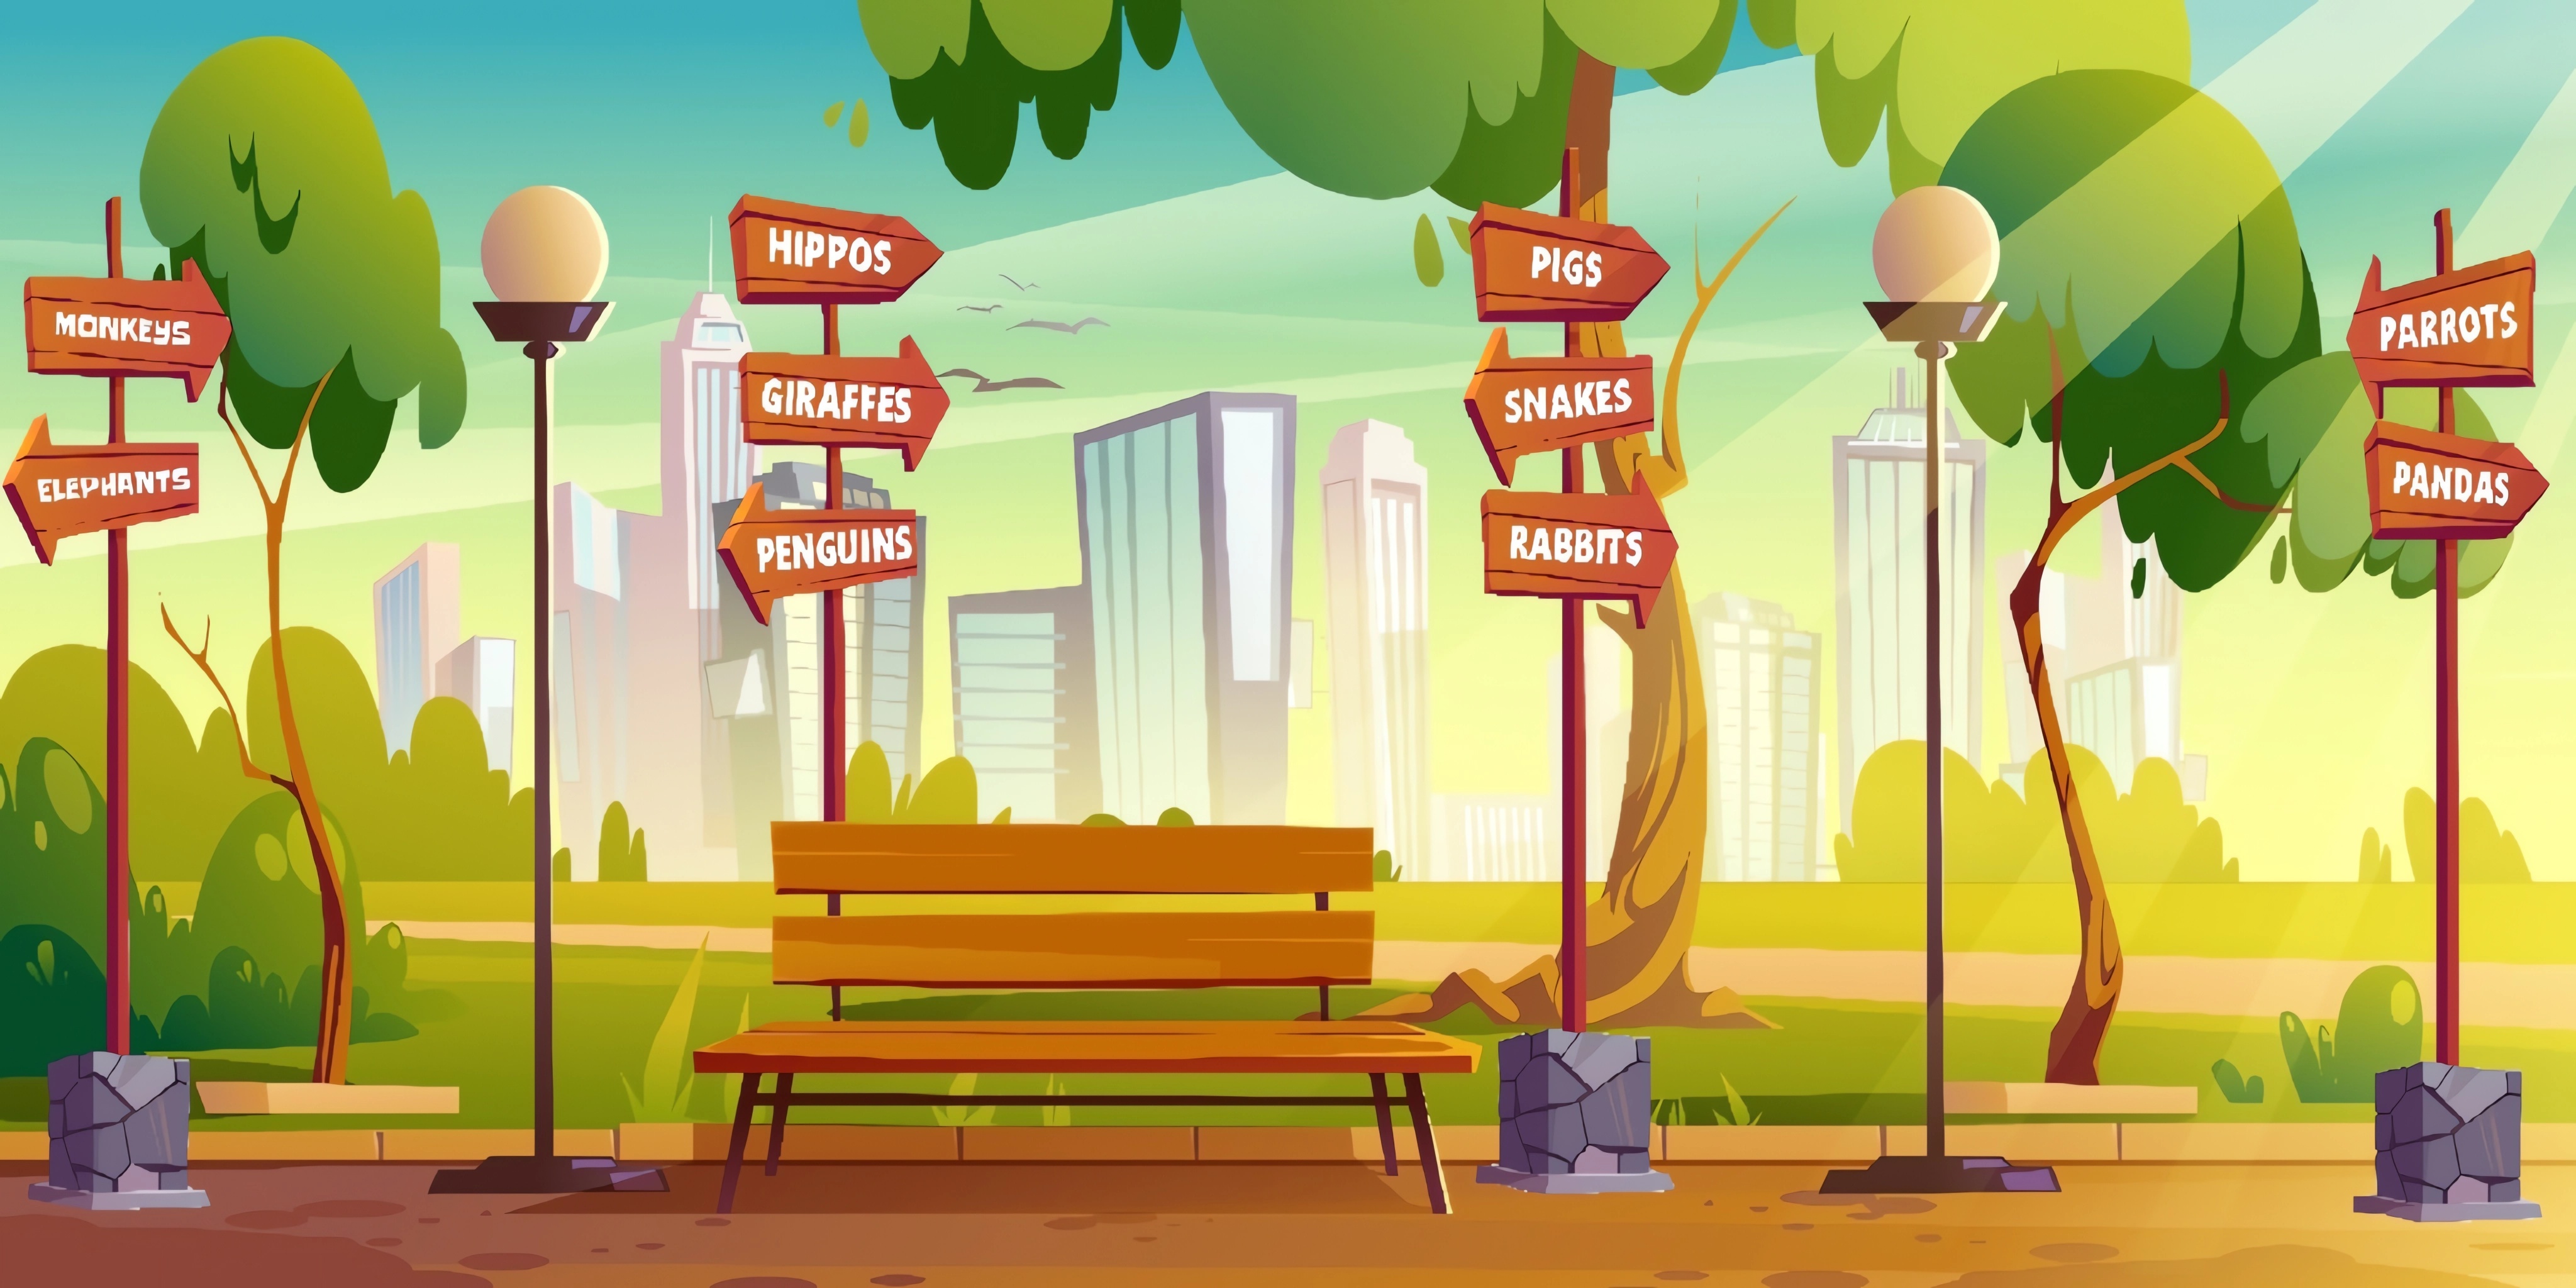 MONKEYS
ELEPHANTS
HIPPOS
GIRAFFES
PENGUINS
PIGS
SNAKES
RABBITS
PARROTS
PANDAS